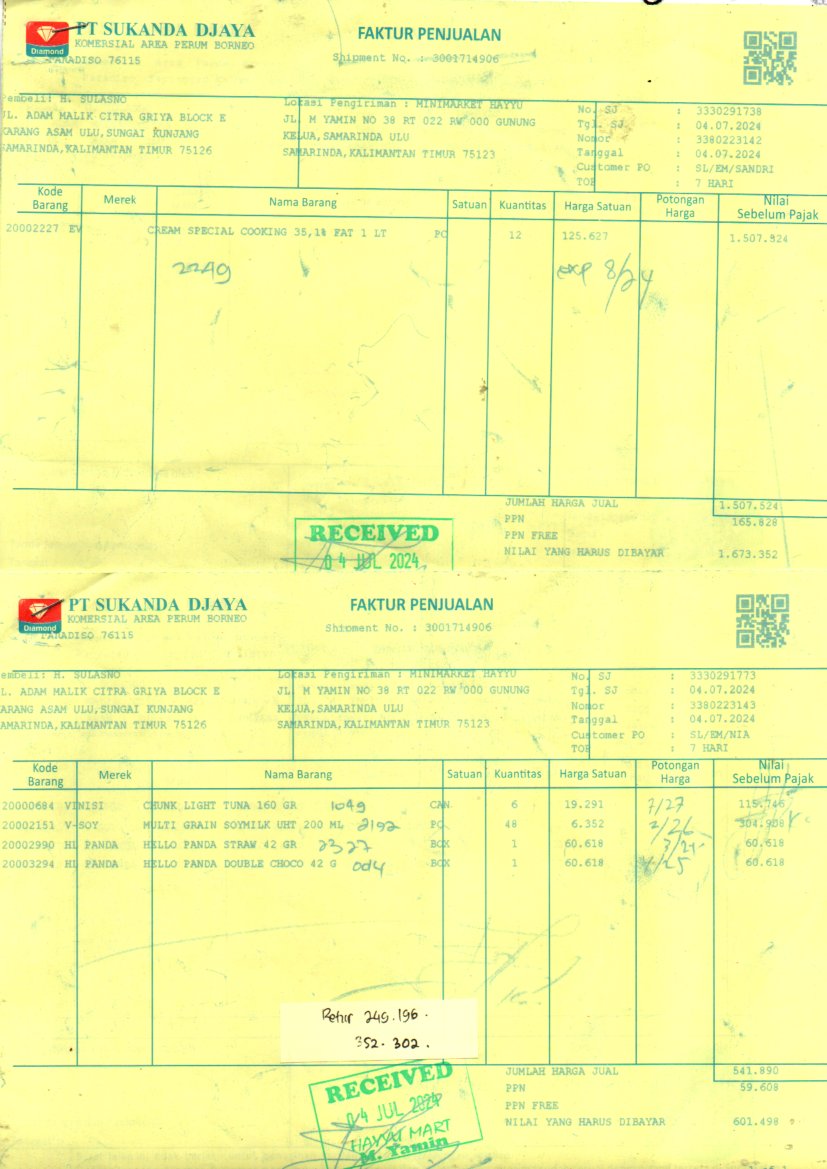 PT SUKANDA DJAYA
KOMERSIAL AREA PERUM BORNEO
PARADISO 76115
Diamond
FAKTUR PENJUALAN
Shipment No. : 3001714906
Pembeli: H. SULASNO
JL. ADAM MALIK CITRA GRIYA BLOCK E
KARANG ASAM ULU,SUNGAI KUNJANG
SAMARINDA,KALIMANTAN TIMUR 75126
Lokasi Pengiriman : MINIMARKET HAYYU
JL. M YAMIN NO 38 RT 022 RW 000 GUNUNG
KELUA,SAMARINDA ULU
SAMARINDA,KALIMANTAN TIMUR 75123
No. SJ : 3330291738
Tgl. SJ : 04.07.2024
Nomor : 3380223142
Tanggal : 04.07.2024
Customer PO : SL/EM/SANDRI
TOP : 7 HARI
Kode Barang Merek Nama Barang Satuan Kuantitas Harga Satuan Potongan Harga Nilai Sebelum Pajak
20002227 EV CREAM SPECIAL COOKING 35,1% FAT 1 LT PC 12 125.627 1.507.524
2249 exp 8/24
JUMLAH HARGA JUAL 1.507.524
PPN 165.828
PPN FREE
NILAI YANG HARUS DIBAYAR 1.673.352
RECEIVED
04 JUL 2024
PT SUKANDA DJAYA
KOMERSIAL AREA PERUM BORNEO
PARADISO 76115
Diamond
FAKTUR PENJUALAN
Shipment No. : 3001714906
embeli: H. SULASNO
L. ADAM MALIK CITRA GRIYA BLOCK E
ARANG ASAM ULU,SUNGAI KUNJANG
AMARINDA,KALIMANTAN TIMUR 75126
Lokasi Pengiriman : MINIMARKET HAYYU
JL. M YAMIN NO 38 RT 022 RW 000 GUNUNG
KELUA,SAMARINDA ULU
SAMARINDA,KALIMANTAN TIMUR 75123
No. SJ : 3330291773
Tgl. SJ : 04.07.2024
Nomor : 3380223143
Tanggal : 04.07.2024
Customer PO : SL/EM/NIA
TOP : 7 HARI
Kode Barang Merek Nama Barang Satuan Kuantitas Harga Satuan Potongan Harga Nilai Sebelum Pajak
20000684 VINISI CHUNK LIGHT TUNA 160 GR 1049 CAN 6 19.291 7/27 115.746
20002151 V-SOY MULTI GRAIN SOYMILK UHT 200 ML 2192 PC 48 6.352 2/26 304.908
20002990 HL PANDA HELLO PANDA STRAW 42 GR 2327 BOX 1 60.618 60.618
20003294 HL PANDA HELLO PANDA DOUBLE CHOCO 42 G 004 BOX 1 60.618 60.618
Retur 249.196.
352.302.
JUMLAH HARGA JUAL 541.890
PPN 59.608
PPN FREE
NILAI YANG HARUS DIBAYAR 601.498
RECEIVED
04 JUL 2024
HAYYU MART
M. Yamin